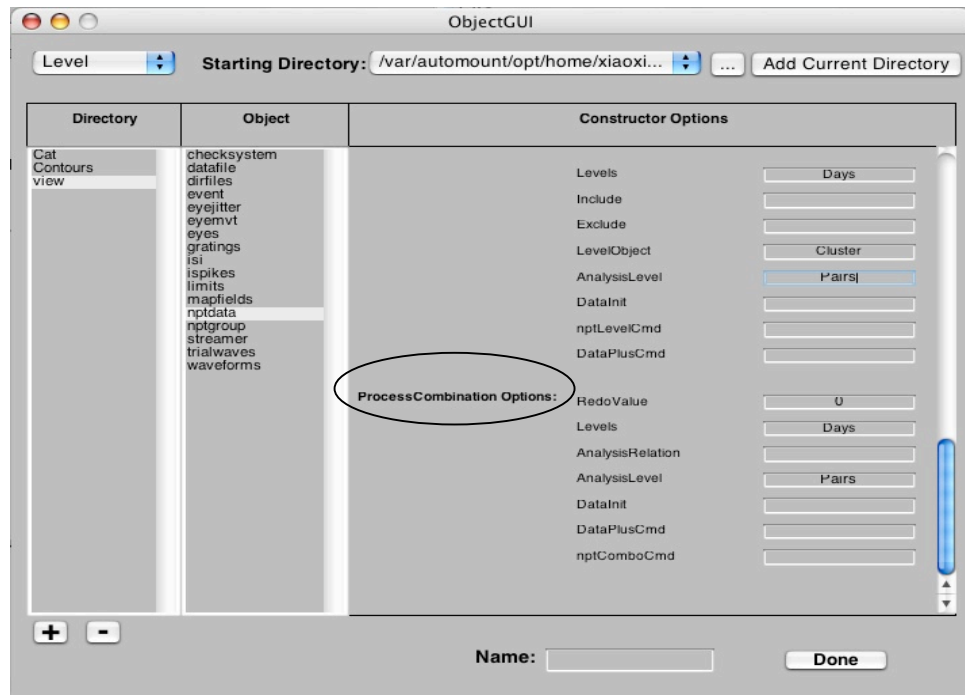 ObjectGUI
Level
Starting Directory: /var/automount/opt/home/xiaoxi... ... Add Current Directory
Directory Object Constructor Options
Cat
Contours
view
checksystem
datafile
dirfiles
event
eyejitter
eyemvt
eyes
gratings
isi
ispikes
limits
mapfields
nptdata
nptgroup
streamer
trialwaves
waveforms
Levels Days
Include
Exclude
LevelObject Cluster
AnalysisLevel Pairs
DataInit
nptLevelCmd
DataPlusCmd
ProcessCombination Options: RedoValue 0
Levels Days
AnalysisRelation
AnalysisLevel Pairs
DataInit
DataPlusCmd
nptComboCmd
+ -
Name: Done